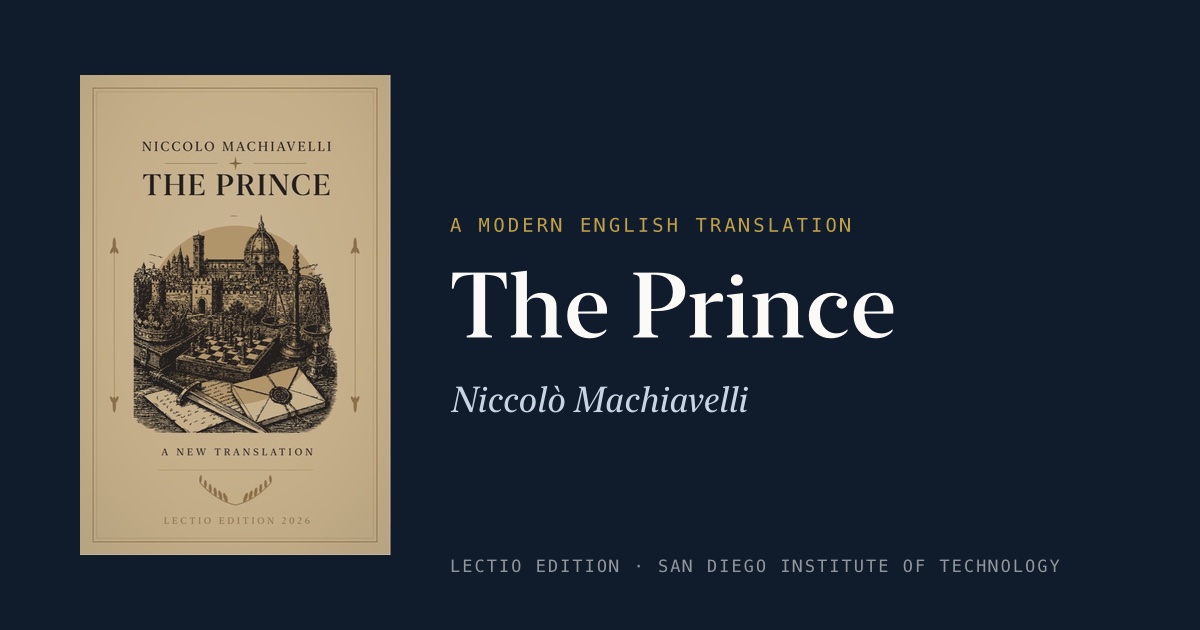 NICCOLO MACHIAVELLI
THE PRINCE
A NEW TRANSLATION
LECTIO EDITION 2026
A MODERN ENGLISH TRANSLATION
The Prince
Niccolò Machiavelli
LECTIO EDITION · SAN DIEGO INSTITUTE OF TECHNOLOGY